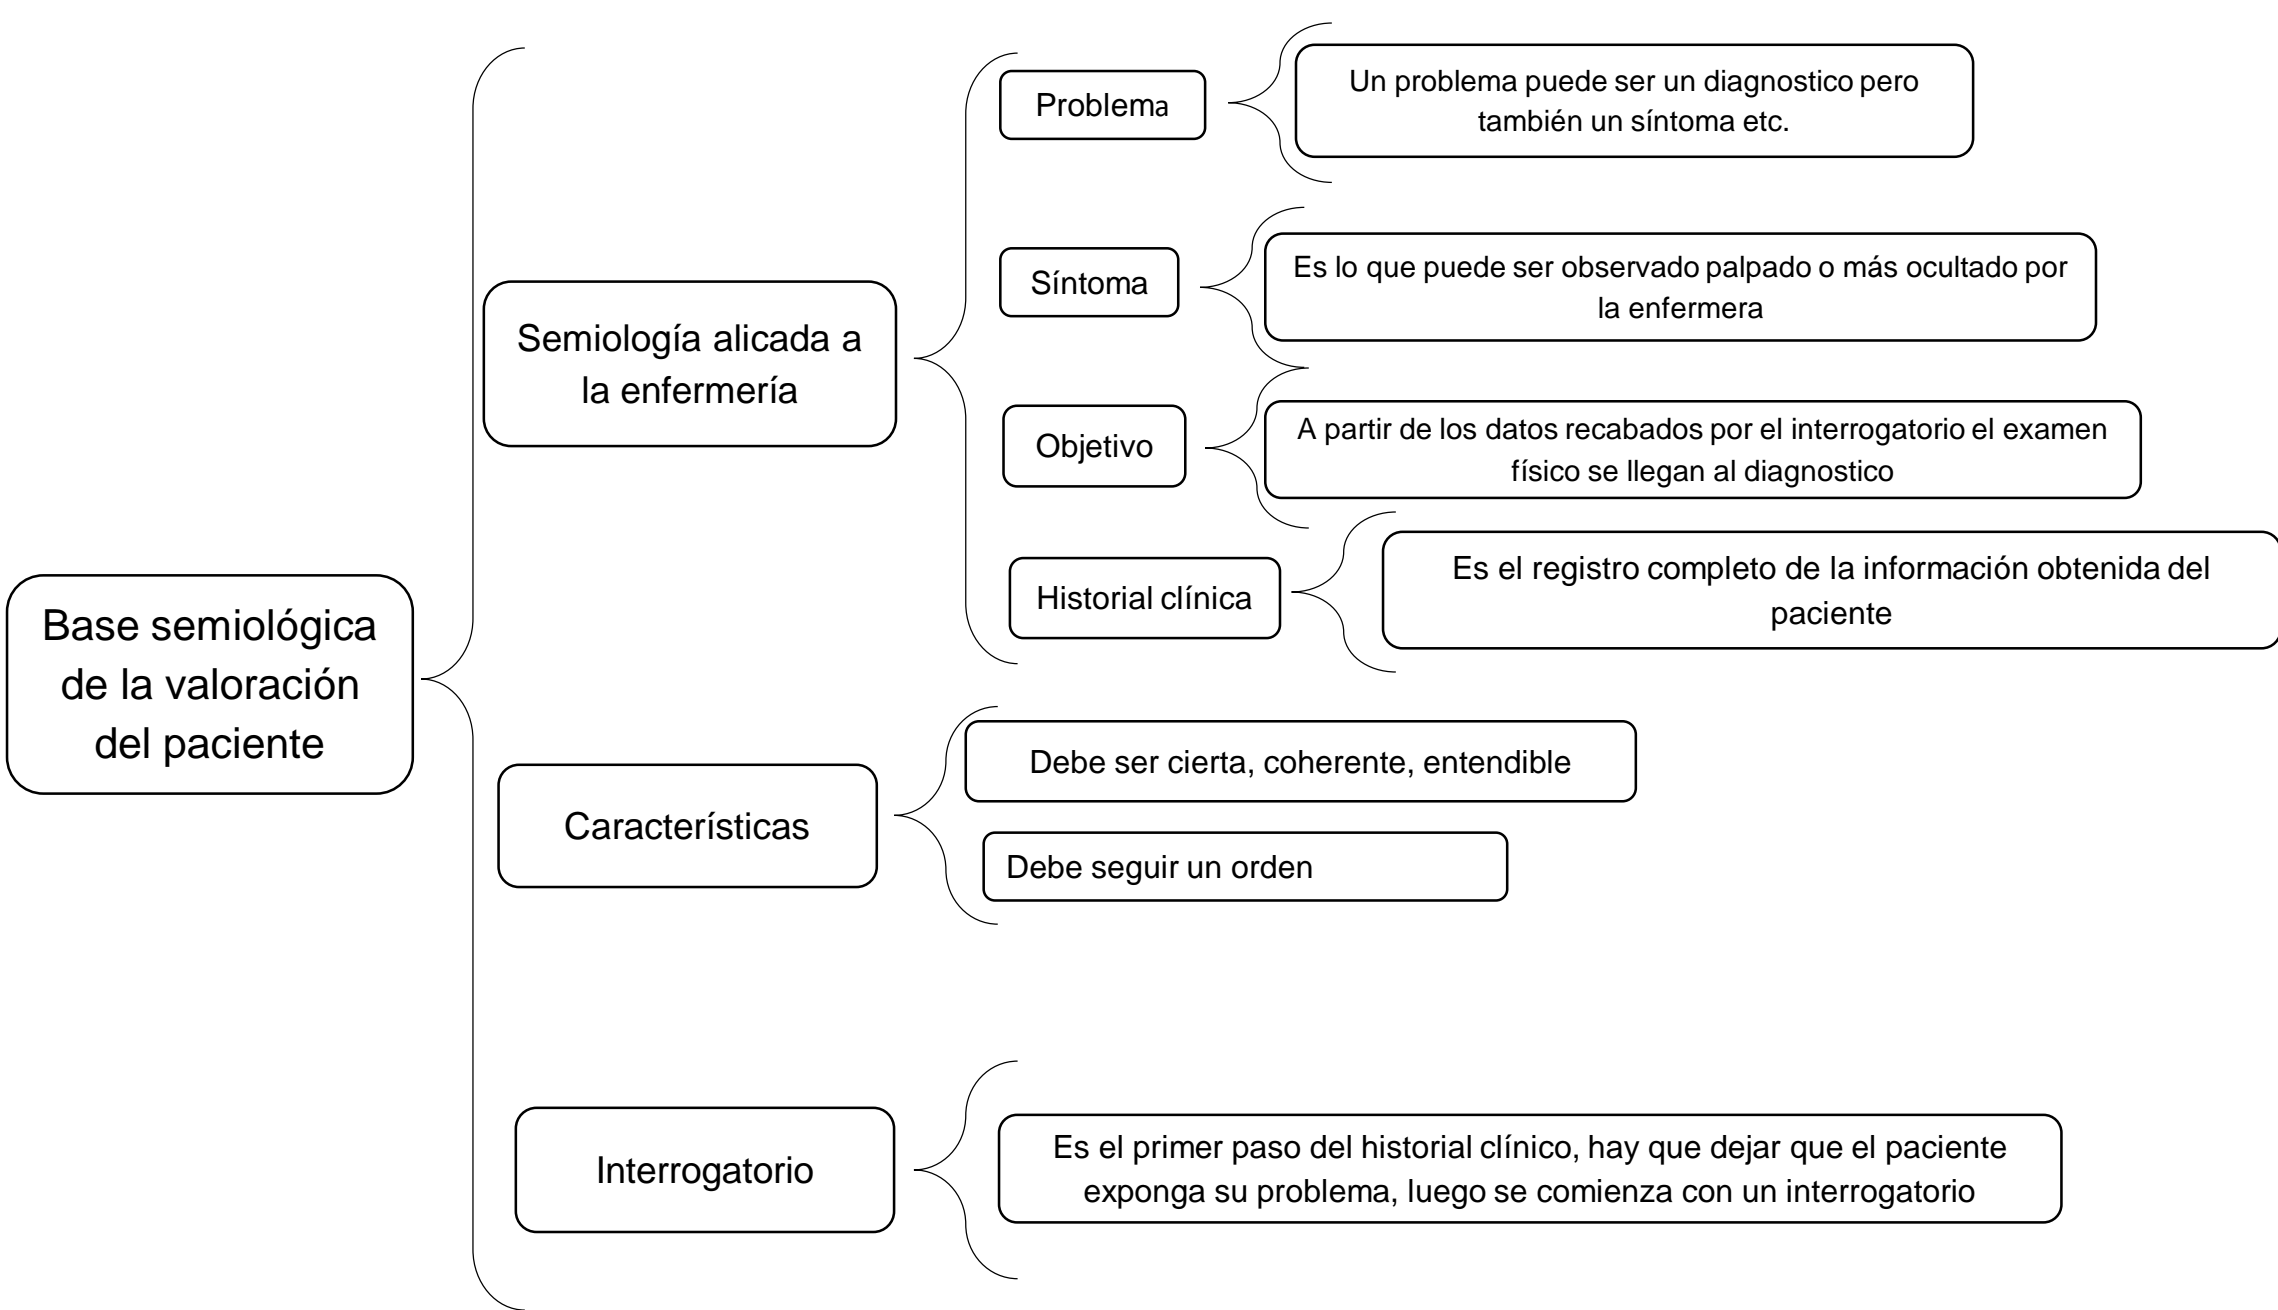 Base semiológica
de la valoración
del paciente
Semiología alicada a
la enfermería
Problema
Un problema puede ser un diagnostico pero
también un síntoma etc.
Síntoma
Es lo que puede ser observado palpado o más ocultado por
la enfermera
Objetivo
A partir de los datos recabados por el interrogatorio el examen
físico se llegan al diagnostico
Historial clínica
Es el registro completo de la información obtenida del
paciente
Características
Debe ser cierta, coherente, entendible
Debe seguir un orden
Interrogatorio
Es el primer paso del historial clínico, hay que dejar que el paciente
exponga su problema, luego se comienza con un interrogatorio